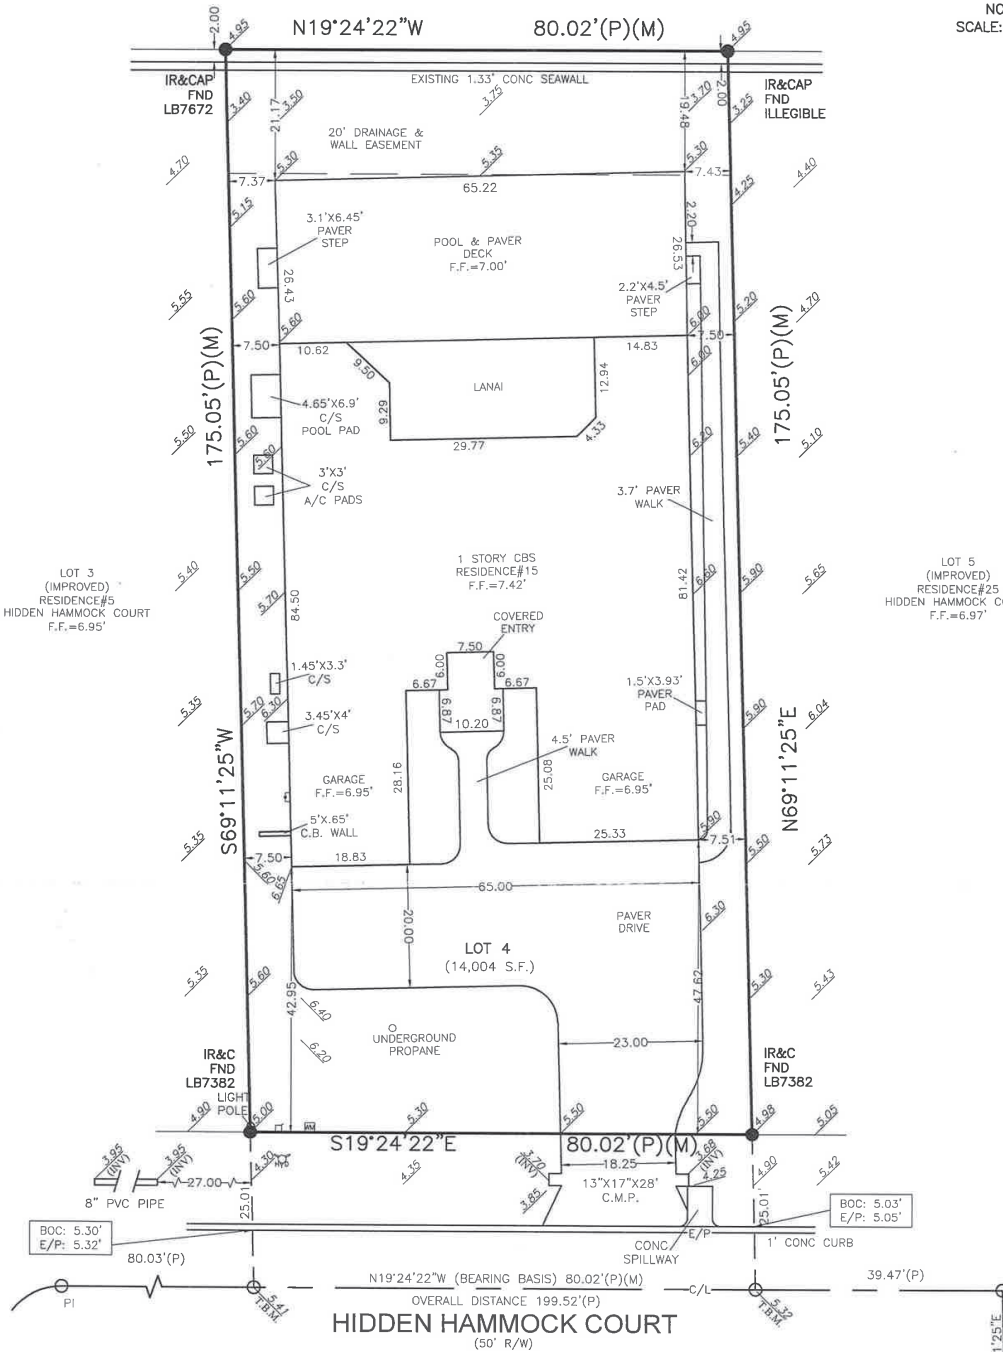 N19°24'22"W
80.02'(P)(M)
NO
SCALE:
2.00
4.95
4.95
IR&CAP
FND
LB7672
EXISTING 1.33' CONC SEAWALL
IR&CAP
FND
ILLEGIBLE
2.00
3.40
3.50
3.75
3.70
3.25
21.17
19.48
20' DRAINAGE &
WALL EASEMENT
4.70
5.30
5.35
5.30
4.40
7.37
65.22
7.43
4.25
5.15
3.1'X6.45'
PAVER
STEP
POOL & PAVER
DECK
F.F.=7.00'
2.20
26.43
26.53
2.2'X4.5'
PAVER
STEP
5.55
5.60
5.20
4.70
5.60
6.00
7.50
10.62
14.83
7.50
175.05'(P)(M)
175.05'(P)(M)
6.00
9.50
LANAI
12.94
4.65'X6.9'
C/S
POOL PAD
9.29
4.33
29.77
5.50
5.60
5.60
6.20
5.40
5.10
3'X3'
C/S
A/C PADS
3.7' PAVER
WALK
LOT 3
(IMPROVED)
RESIDENCE#5
HIDDEN HAMMOCK COURT
F.F.=6.95'
5.40
5.50
5.70
84.50
1 STORY CBS
RESIDENCE#15
F.F.=7.42'
81.42
6.60
5.90
5.65
LOT 5
(IMPROVED)
RESIDENCE#25
HIDDEN HAMMOCK CO
F.F.=6.97'
COVERED
ENTRY
7.50
6.00
6.00
1.45'X3.3'
C/S
6.67
6.67
1.5'X3.93'
PAVER
PAD
5.35
5.70
6.30
3.45'X4'
C/S
6.87
6.87
10.20
5.90
6.04
4.5' PAVER
WALK
S69°11'25"W
N69°11'25"E
28.16
25.08
GARAGE
F.F.=6.95'
GARAGE
F.F.=6.95'
5'X.65'
C.B. WALL
5.35
5.90
25.33
7.51
7.50
18.83
5.60
6.65
5.50
5.73
65.00
20.00
PAVER
DRIVE
6.30
LOT 4
(14,004 S.F.)
5.35
5.60
42.95
47.62
5.30
5.43
6.40
6.20
UNDERGROUND
PROPANE
23.00
IR&C
FND
LB7382
IR&C
FND
LB7382
LIGHT
POLE
4.90
5.00
5.30
5.50
5.50
4.98
5.05
WM
S19°24'22"E
80.02'(P)(M)
3.95
(INV)
3.95
(INV)
4.30
4.35
3.70
(INV)
18.25
3.68
(INV)
4.25
4.90
5.42
27.00
13"X17"X28'
C.M.P.
8" PVC PIPE
25.01'
3.85
25.01'
BOC: 5.30'
E/P: 5.32'
BOC: 5.03'
E/P: 5.05'
E/P
1' CONC CURB
CONC
SPILLWAY
80.03'(P)
N19°24'22"W (BEARING BASIS) 80.02'(P)(M)
C/L
39.47'(P)
PI
5.41
T.B.M.
OVERALL DISTANCE 199.52'(P)
5.32
T.B.M.
HIDDEN HAMMOCK COURT
(50' R/W)
1'25"E